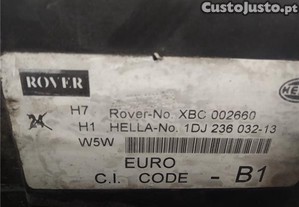 CustoJusto.pt
ROVER
HELLA
H7 Rover-No. XBC 002660
H1 HELLA-No. 1DJ 236 032-13
W5W
EURO
C.I. CODE - B1